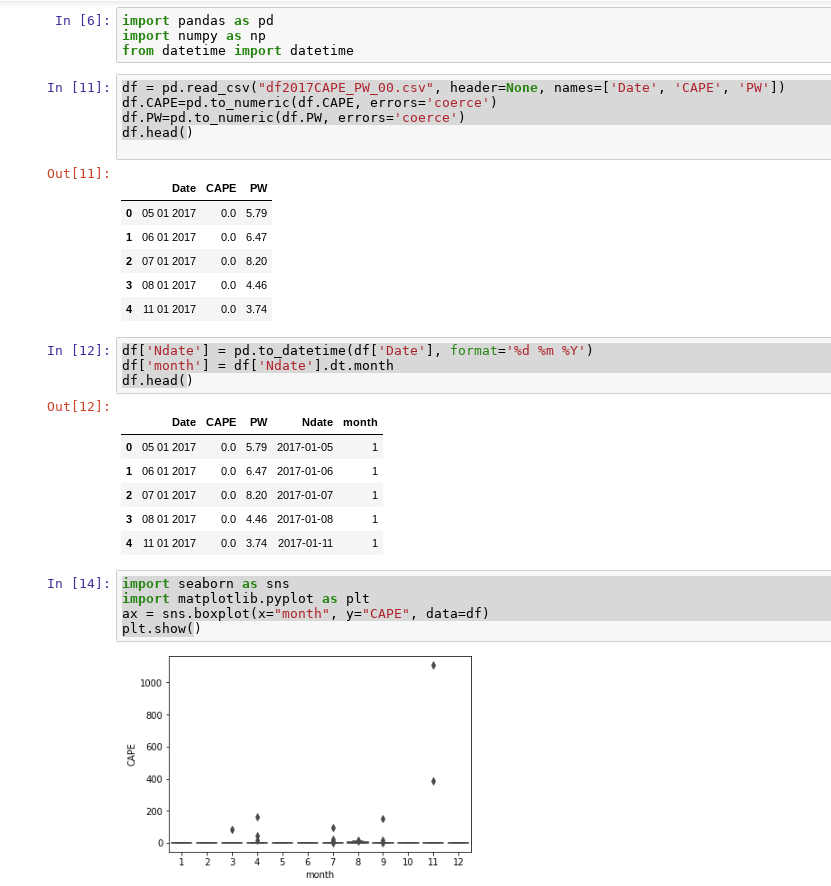 In [6]: import pandas as pd
import numpy as np
from datetime import datetime
In [11]: df = pd.read_csv("df2017CAPE_PW_00.csv", header=None, names=['Date', 'CAPE', 'PW'])
df.CAPE=pd.to_numeric(df.CAPE, errors='coerce')
df.PW=pd.to_numeric(df.PW, errors='coerce')
df.head()
Out[11]:
Date CAPE PW
0 05 01 2017 0.0 5.79
1 06 01 2017 0.0 6.47
2 07 01 2017 0.0 8.20
3 08 01 2017 0.0 4.46
4 11 01 2017 0.0 3.74
In [12]: df['Ndate'] = pd.to_datetime(df['Date'], format='%d %m %Y')
df['month'] = df['Ndate'].dt.month
df.head()
Out[12]:
Date CAPE PW Ndate month
0 05 01 2017 0.0 5.79 2017-01-05 1
1 06 01 2017 0.0 6.47 2017-01-06 1
2 07 01 2017 0.0 8.20 2017-01-07 1
3 08 01 2017 0.0 4.46 2017-01-08 1
4 11 01 2017 0.0 3.74 2017-01-11 1
In [14]: import seaborn as sns
import matplotlib.pyplot as plt
ax = sns.boxplot(x="month", y="CAPE", data=df)
plt.show()
1000
800
600
CAPE
400
200
0
1 2 3 4 5 6 7 8 9 10 11 12
month